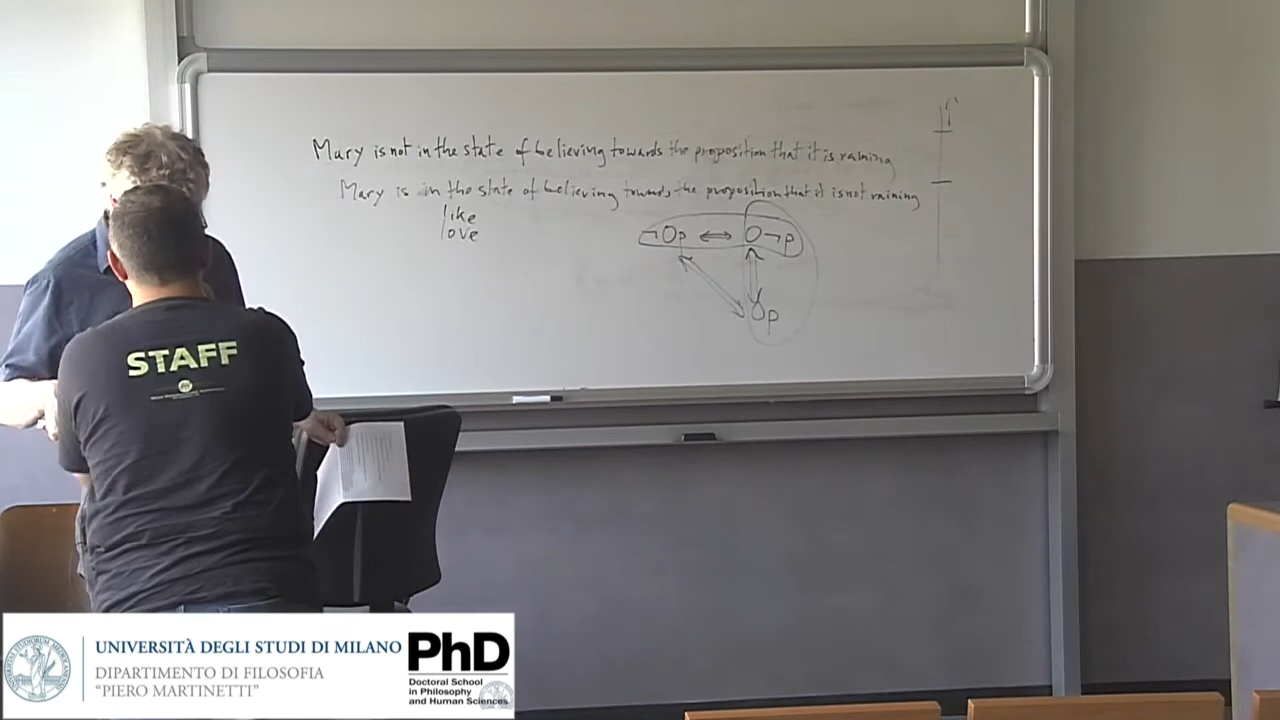 Mary is not in the state of believing towards the proposition that it is raining
Mary is in the state of believing towards the proposition that it is not raining
like
love
¬Op ⟺ O¬p
Op
STAFF
UNIVERSITÀ DEGLI STUDI DI MILANO
DIPARTIMENTO DI FILOSOFIA
"PIERO MARTINETTI"
PhD
Doctoral School
in Philosophy
and Human Sciences